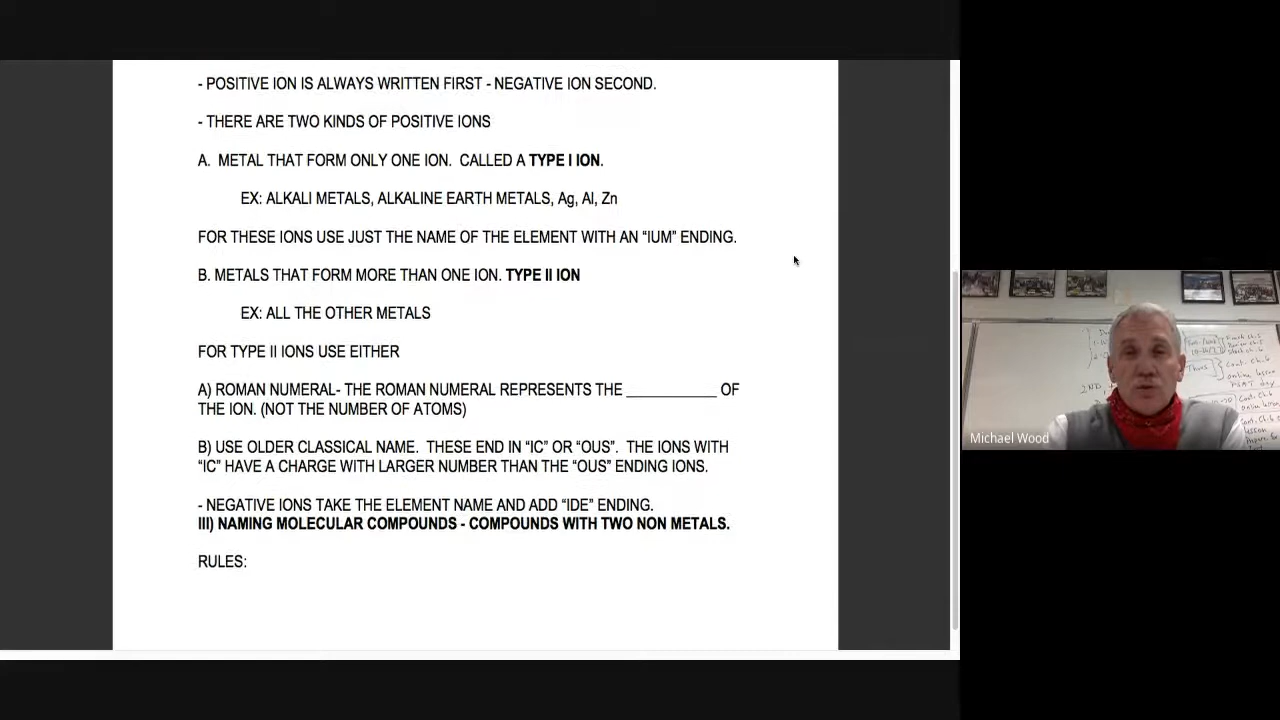 - POSITIVE ION IS ALWAYS WRITTEN FIRST - NEGATIVE ION SECOND.
- THERE ARE TWO KINDS OF POSITIVE IONS
A. METAL THAT FORM ONLY ONE ION. CALLED A TYPE I ION.
EX: ALKALI METALS, ALKALINE EARTH METALS, Ag, Al, Zn
FOR THESE IONS USE JUST THE NAME OF THE ELEMENT WITH AN “IUM” ENDING.
B. METALS THAT FORM MORE THAN ONE ION. TYPE II ION
EX: ALL THE OTHER METALS
FOR TYPE II IONS USE EITHER
A) ROMAN NUMERAL- THE ROMAN NUMERAL REPRESENTS THE ____________ OF
THE ION. (NOT THE NUMBER OF ATOMS)
B) USE OLDER CLASSICAL NAME. THESE END IN “IC” OR “OUS”. THE IONS WITH
“IC” HAVE A CHARGE WITH LARGER NUMBER THAN THE “OUS” ENDING IONS.
- NEGATIVE IONS TAKE THE ELEMENT NAME AND ADD “IDE” ENDING.
III) NAMING MOLECULAR COMPOUNDS - COMPOUNDS WITH TWO NON METALS.
RULES:
Michael Wood